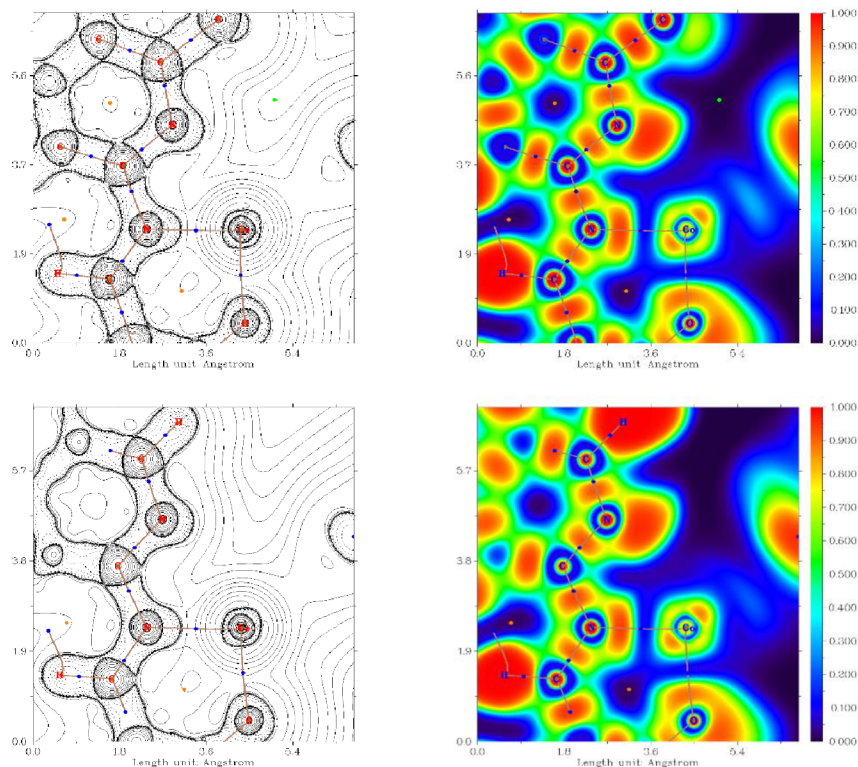 5.6
3.7
1.9
0.0
N
H
0.0 1.8 3.6 5.4
Length unit Angstrom
5.6
3.7
1.9
0.0
C
N
C
N Co
H C
0.0 1.8 3.6 5.4
Length unit Angstrom
1.000
0.900
0.800
0.700
0.600
0.500
0.400
0.300
0.200
0.100
0.000
5.7
3.8
1.9
0.0
H
N
N
H
0.0 1.8 3.6 5.4
Length unit Angstrom
5.7
3.8
1.9
0.0
H
C
N
C
N Co
H C
0.0 1.8 3.6 5.4
Length unit Angstrom
1.000
0.900
0.800
0.700
0.600
0.500
0.400
0.300
0.200
0.100
0.000